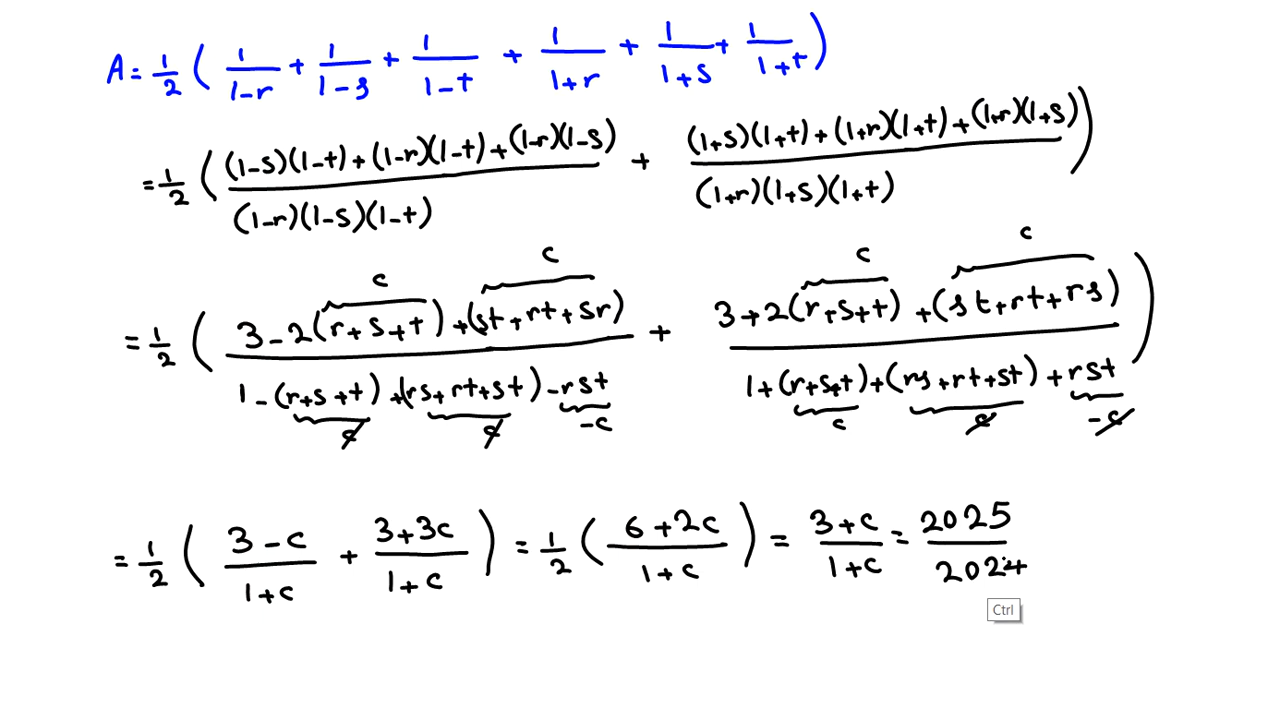 A = 1/2 ( 1/(1-r) + 1/(1-s) + 1/(1-t) + 1/(1+r) + 1/(1+s) + 1/(1+t) )
= 1/2 ( ((1-s)(1-t)+(1-r)(1-t)+(1-r)(1-s))/((1-r)(1-s)(1-t)) + ((1+s)(1+t)+(1+r)(1+t)+(1+r)(1+s))/((1+r)(1+s)(1+t)) )
c c c c
= 1/2 ( (3-2(r+s+t)+(st+rt+sr))/(1-(r+s+t)+(rs+rt+st)-rst) + (3+2(r+s+t)+(st+rt+rs))/(1+(r+s+t)+(rs+rt+st)+rst) )
c c -c c c -c
= 1/2 ( (3-c)/(1+c) + (3+3c)/(1+c) ) = 1/2 ( (6+2c)/(1+c) ) = (3+c)/(1+c) = 2025/2024
Ctrl